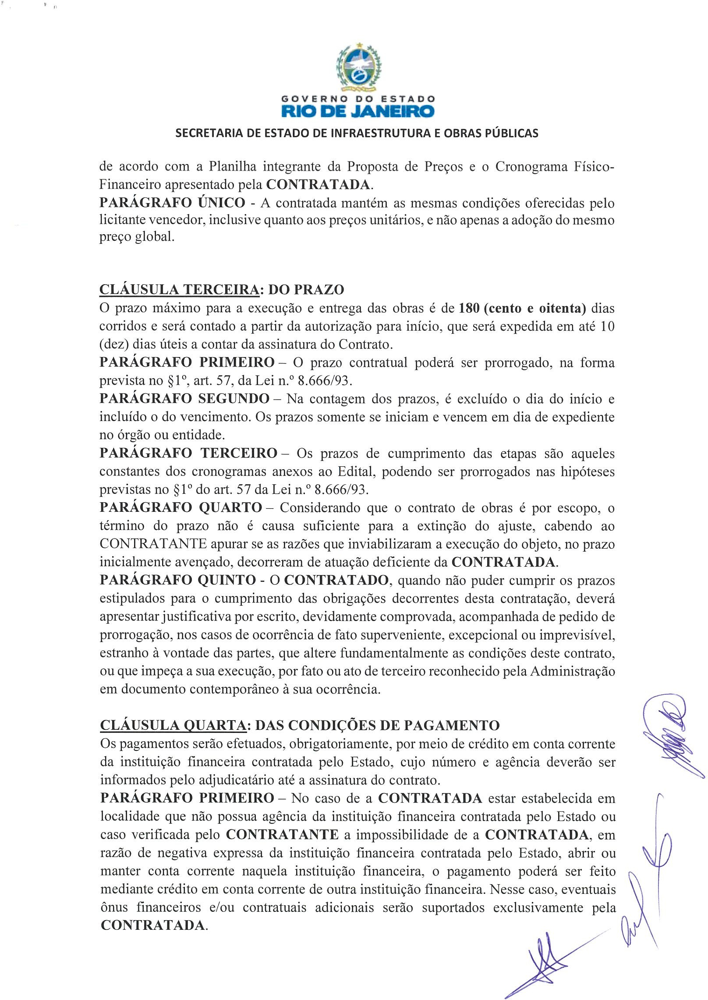 GOVERNO DO ESTADO
RIO DE JANEIRO
SECRETARIA DE ESTADO DE INFRAESTRUTURA E OBRAS PÚBLICAS
de acordo com a Planilha integrante da Proposta de Preços e o Cronograma Físico-
Financeiro apresentado pela CONTRATADA.
PARÁGRAFO ÚNICO - A contratada mantém as mesmas condições oferecidas pelo
licitante vencedor, inclusive quanto aos preços unitários, e não apenas a adoção do mesmo
preço global.
CLÁUSULA TERCEIRA: DO PRAZO
O prazo máximo para a execução e entrega das obras é de 180 (cento e oitenta) dias
corridos e será contado a partir da autorização para início, que será expedida em até 10
(dez) dias úteis a contar da assinatura do Contrato.
PARÁGRAFO PRIMEIRO – O prazo contratual poderá ser prorrogado, na forma
prevista no §1º, art. 57, da Lei n.º 8.666/93.
PARÁGRAFO SEGUNDO – Na contagem dos prazos, é excluído o dia do início e
incluído o do vencimento. Os prazos somente se iniciam e vencem em dia de expediente
no órgão ou entidade.
PARÁGRAFO TERCEIRO – Os prazos de cumprimento das etapas são aqueles
constantes dos cronogramas anexos ao Edital, podendo ser prorrogados nas hipóteses
previstas no §1º do art. 57 da Lei n.º 8.666/93.
PARÁGRAFO QUARTO – Considerando que o contrato de obras é por escopo, o
término do prazo não é causa suficiente para a extinção do ajuste, cabendo ao
CONTRATANTE apurar se as razões que inviabilizaram a execução do objeto, no prazo
inicialmente avençado, decorreram de atuação deficiente da CONTRATADA.
PARÁGRAFO QUINTO - O CONTRATADO, quando não puder cumprir os prazos
estipulados para o cumprimento das obrigações decorrentes desta contratação, deverá
apresentar justificativa por escrito, devidamente comprovada, acompanhada de pedido de
prorrogação, nos casos de ocorrência de fato superveniente, excepcional ou imprevisível,
estranho à vontade das partes, que altere fundamentalmente as condições deste contrato,
ou que impeça a sua execução, por fato ou ato de terceiro reconhecido pela Administração
em documento contemporâneo à sua ocorrência.
CLÁUSULA QUARTA: DAS CONDIÇÕES DE PAGAMENTO
Os pagamentos serão efetuados, obrigatoriamente, por meio de crédito em conta corrente
da instituição financeira contratada pelo Estado, cujo número e agência deverão ser
informados pelo adjudicatário até a assinatura do contrato.
PARÁGRAFO PRIMEIRO – No caso de a CONTRATADA estar estabelecida em
localidade que não possua agência da instituição financeira contratada pelo Estado ou
caso verificada pelo CONTRATANTE a impossibilidade de a CONTRATADA, em
razão de negativa expressa da instituição financeira contratada pelo Estado, abrir ou
manter conta corrente naquela instituição financeira, o pagamento poderá ser feito
mediante crédito em conta corrente de outra instituição financeira. Nesse caso, eventuais
ônus financeiros e/ou contratuais adicionais serão suportados exclusivamente pela
CONTRATADA.